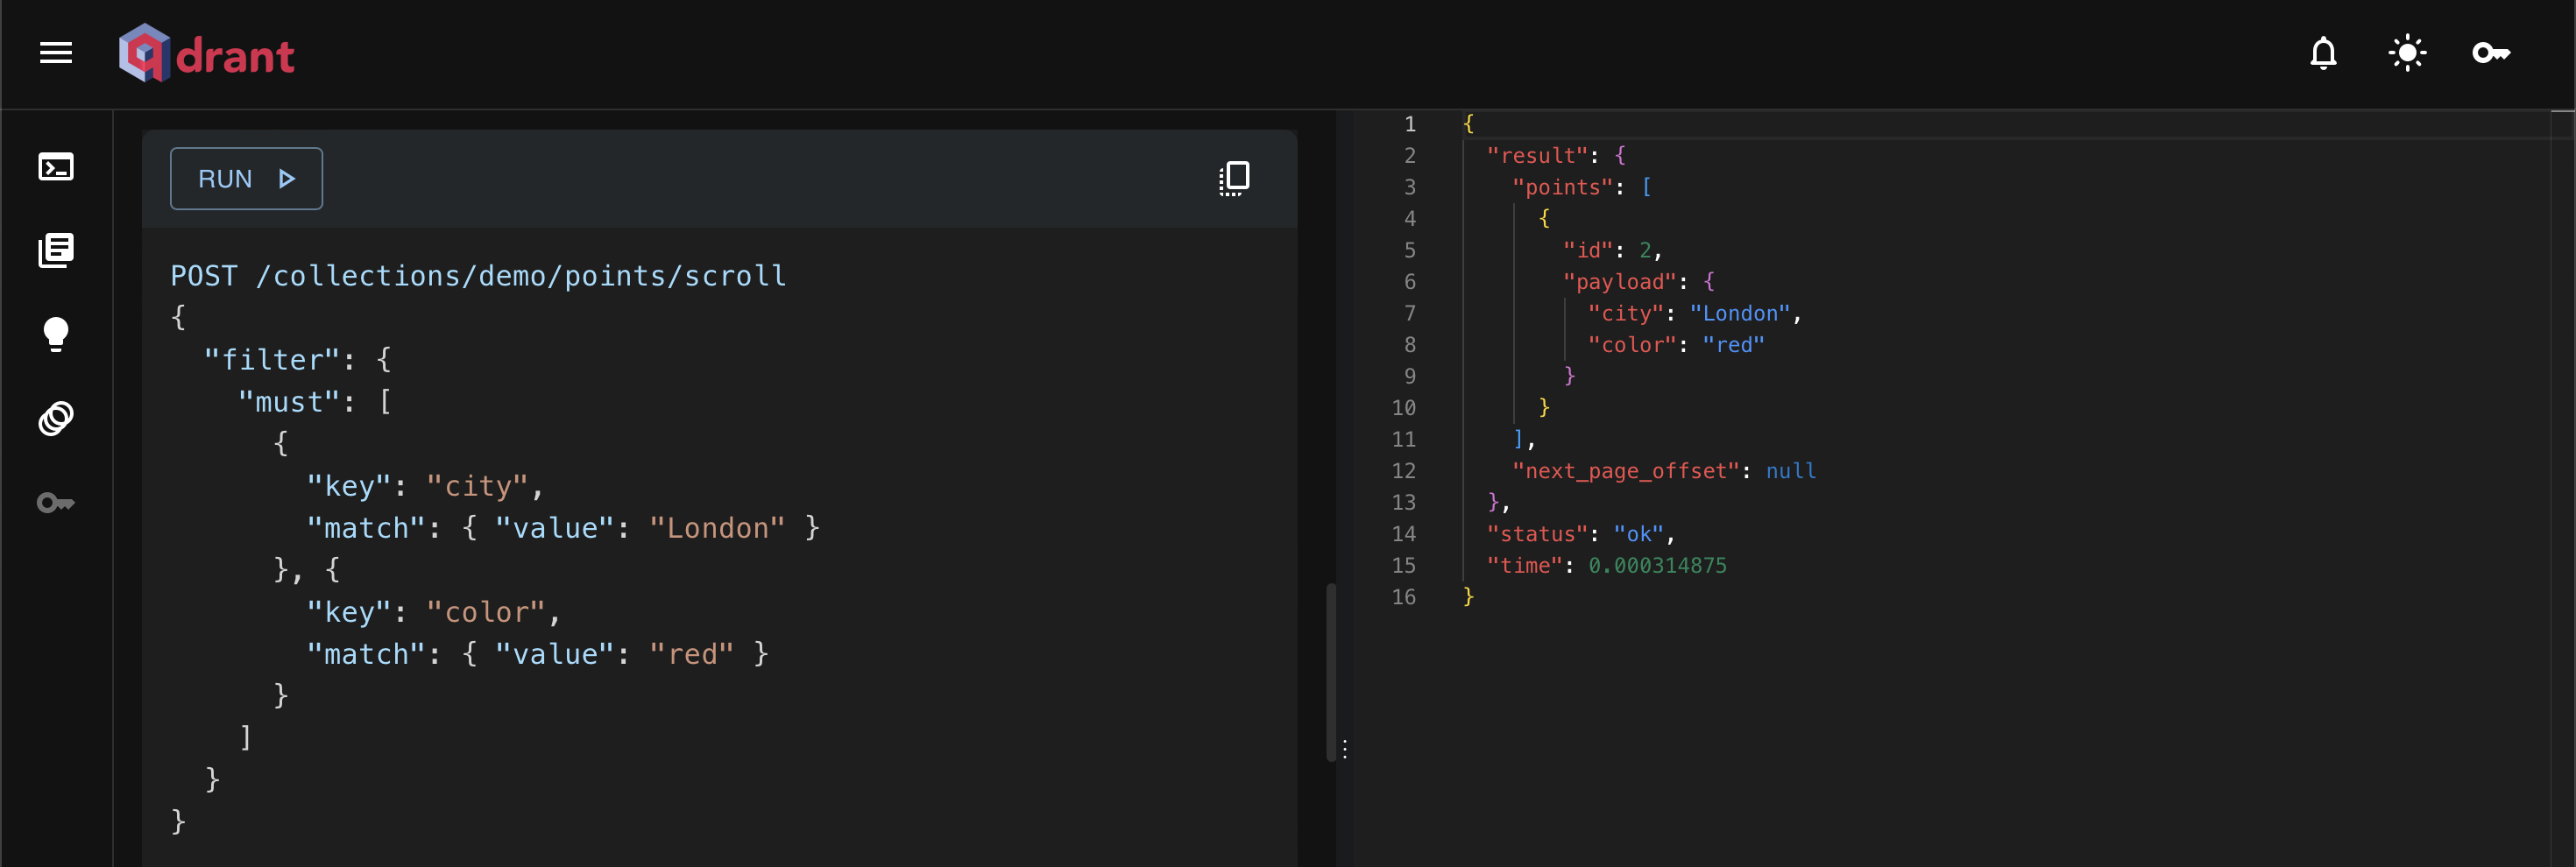 qdrant
RUN
POST /collections/demo/points/scroll
{
  "filter": {
    "must": [
      {
        "key": "city",
        "match": { "value": "London" }
      }, {
        "key": "color",
        "match": { "value": "red" }
      }
    ]
  }
}
1 {
2   "result": {
3     "points": [
4       {
5         "id": 2,
6         "payload": {
7           "city": "London",
8           "color": "red"
9         }
10       }
11     ],
12     "next_page_offset": null
13   },
14   "status": "ok",
15   "time": 0.000314875
16 }